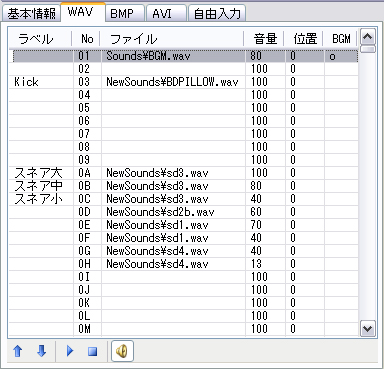 基本情報 WAV BMP AVI 自由入力
ラベル No ファイル 音量 位置 BGM
01 Sounds¥BGM.wav 80 0 o
02 100 0
Kick 03 NewSounds¥BDPILLOW.wav 100 0
04 100 0
05 100 0
06 100 0
07 100 0
08 100 0
09 100 0
スネア大 0A NewSounds¥sd3.wav 100 0
スネア中 0B NewSounds¥sd3.wav 80 0
スネア小 0C NewSounds¥sd3.wav 40 0
0D NewSounds¥sd2b.wav 60 0
0E NewSounds¥sd1.wav 70 0
0F NewSounds¥sd1.wav 40 0
0G NewSounds¥sd4.wav 40 0
0H NewSounds¥sd4.wav 13 0
0I 100 0
0J 100 0
0K 100 0
0L 100 0
0M 100 0